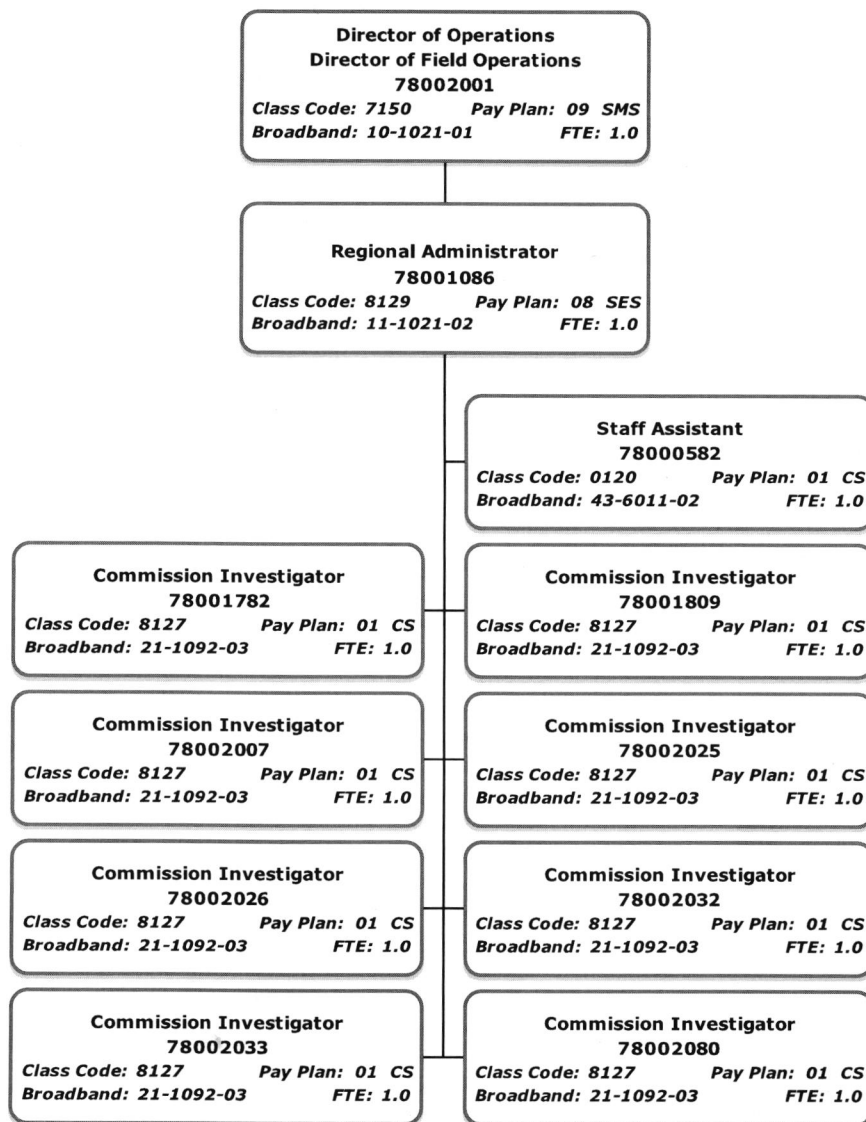 Director of Operations
Director of Field Operations
78002001
Class Code: 7150 Pay Plan: 09 SMS
Broadband: 10-1021-01 FTE: 1.0
Regional Administrator
78001086
Class Code: 8129 Pay Plan: 08 SES
Broadband: 11-1021-02 FTE: 1.0
Staff Assistant
78000582
Class Code: 0120 Pay Plan: 01 CS
Broadband: 43-6011-02 FTE: 1.0
Commission Investigator
78001782
Class Code: 8127 Pay Plan: 01 CS
Broadband: 21-1092-03 FTE: 1.0
Commission Investigator
78001809
Class Code: 8127 Pay Plan: 01 CS
Broadband: 21-1092-03 FTE: 1.0
Commission Investigator
78002007
Class Code: 8127 Pay Plan: 01 CS
Broadband: 21-1092-03 FTE: 1.0
Commission Investigator
78002025
Class Code: 8127 Pay Plan: 01 CS
Broadband: 21-1092-03 FTE: 1.0
Commission Investigator
78002026
Class Code: 8127 Pay Plan: 01 CS
Broadband: 21-1092-03 FTE: 1.0
Commission Investigator
78002032
Class Code: 8127 Pay Plan: 01 CS
Broadband: 21-1092-03 FTE: 1.0
Commission Investigator
78002033
Class Code: 8127 Pay Plan: 01 CS
Broadband: 21-1092-03 FTE: 1.0
Commission Investigator
78002080
Class Code: 8127 Pay Plan: 01 CS
Broadband: 21-1092-03 FTE: 1.0